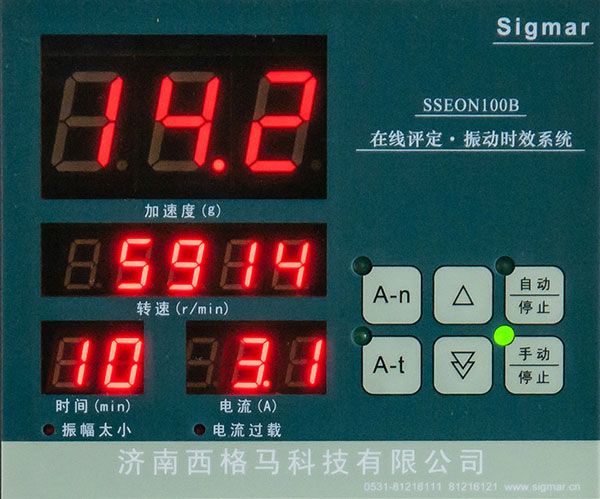 Sigmar
14.2
SSEON100B
在线评定·振动时效系统
加速度(g)
5914
转速(r/min)
A-n
自动
停止
10
3.1
A-t
手动
停止
时间(min)
电流(A)
振幅太小
电流过载
济南西格马科技有限公司
0531-81216111 81216121 www.sigmar.cn